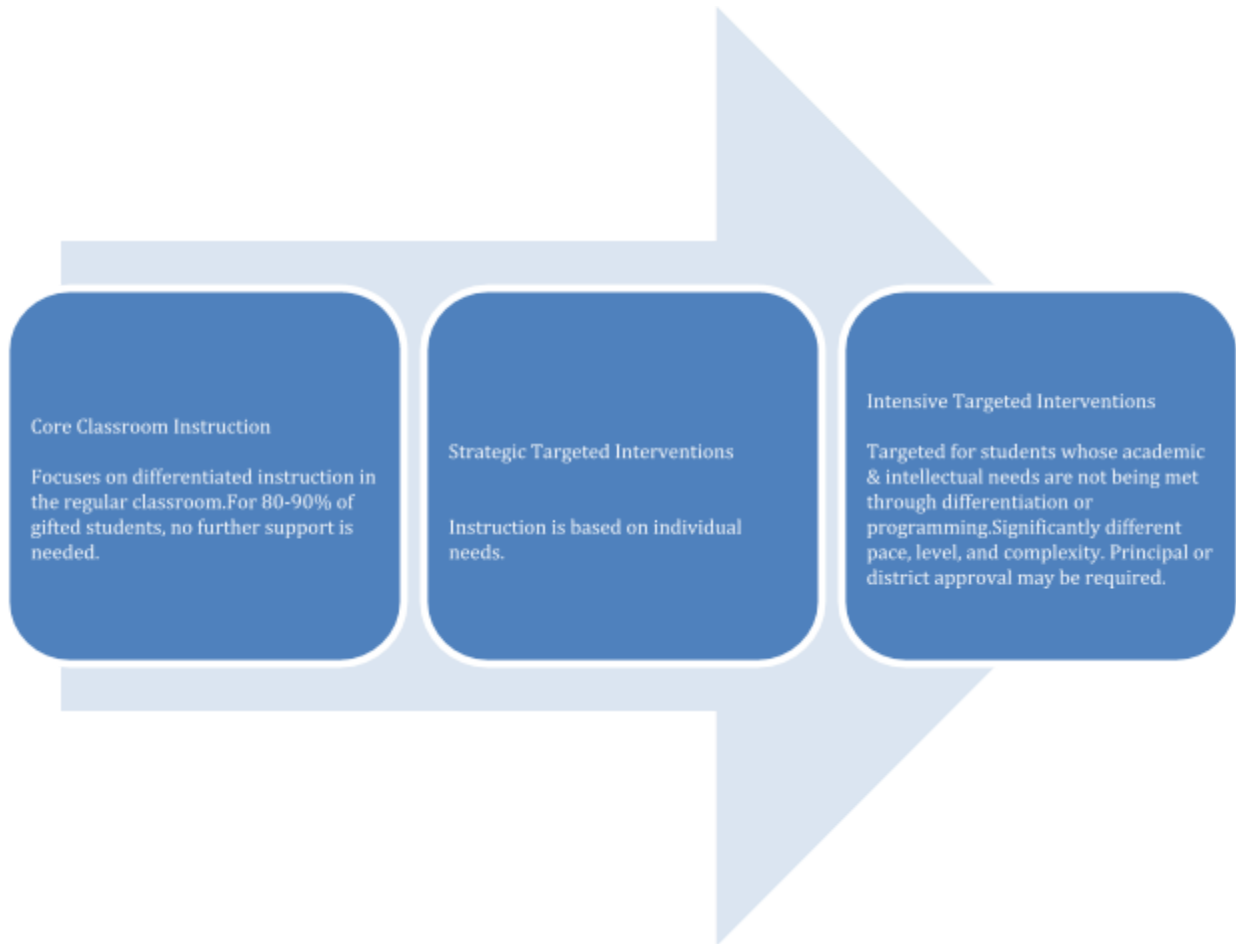 Core Classroom Instruction
Focuses on differentiated instruction in
the regular classroom.For 80-90% of
gifted students, no further support is
needed.
Strategic Targeted Interventions
Instruction is based on individual
needs.
Intensive Targeted Interventions
Targeted for students whose academic
& intellectual needs are not being met
through differentiation or
programming.Significantly different
pace, level, and complexity. Principal or
district approval may be required.